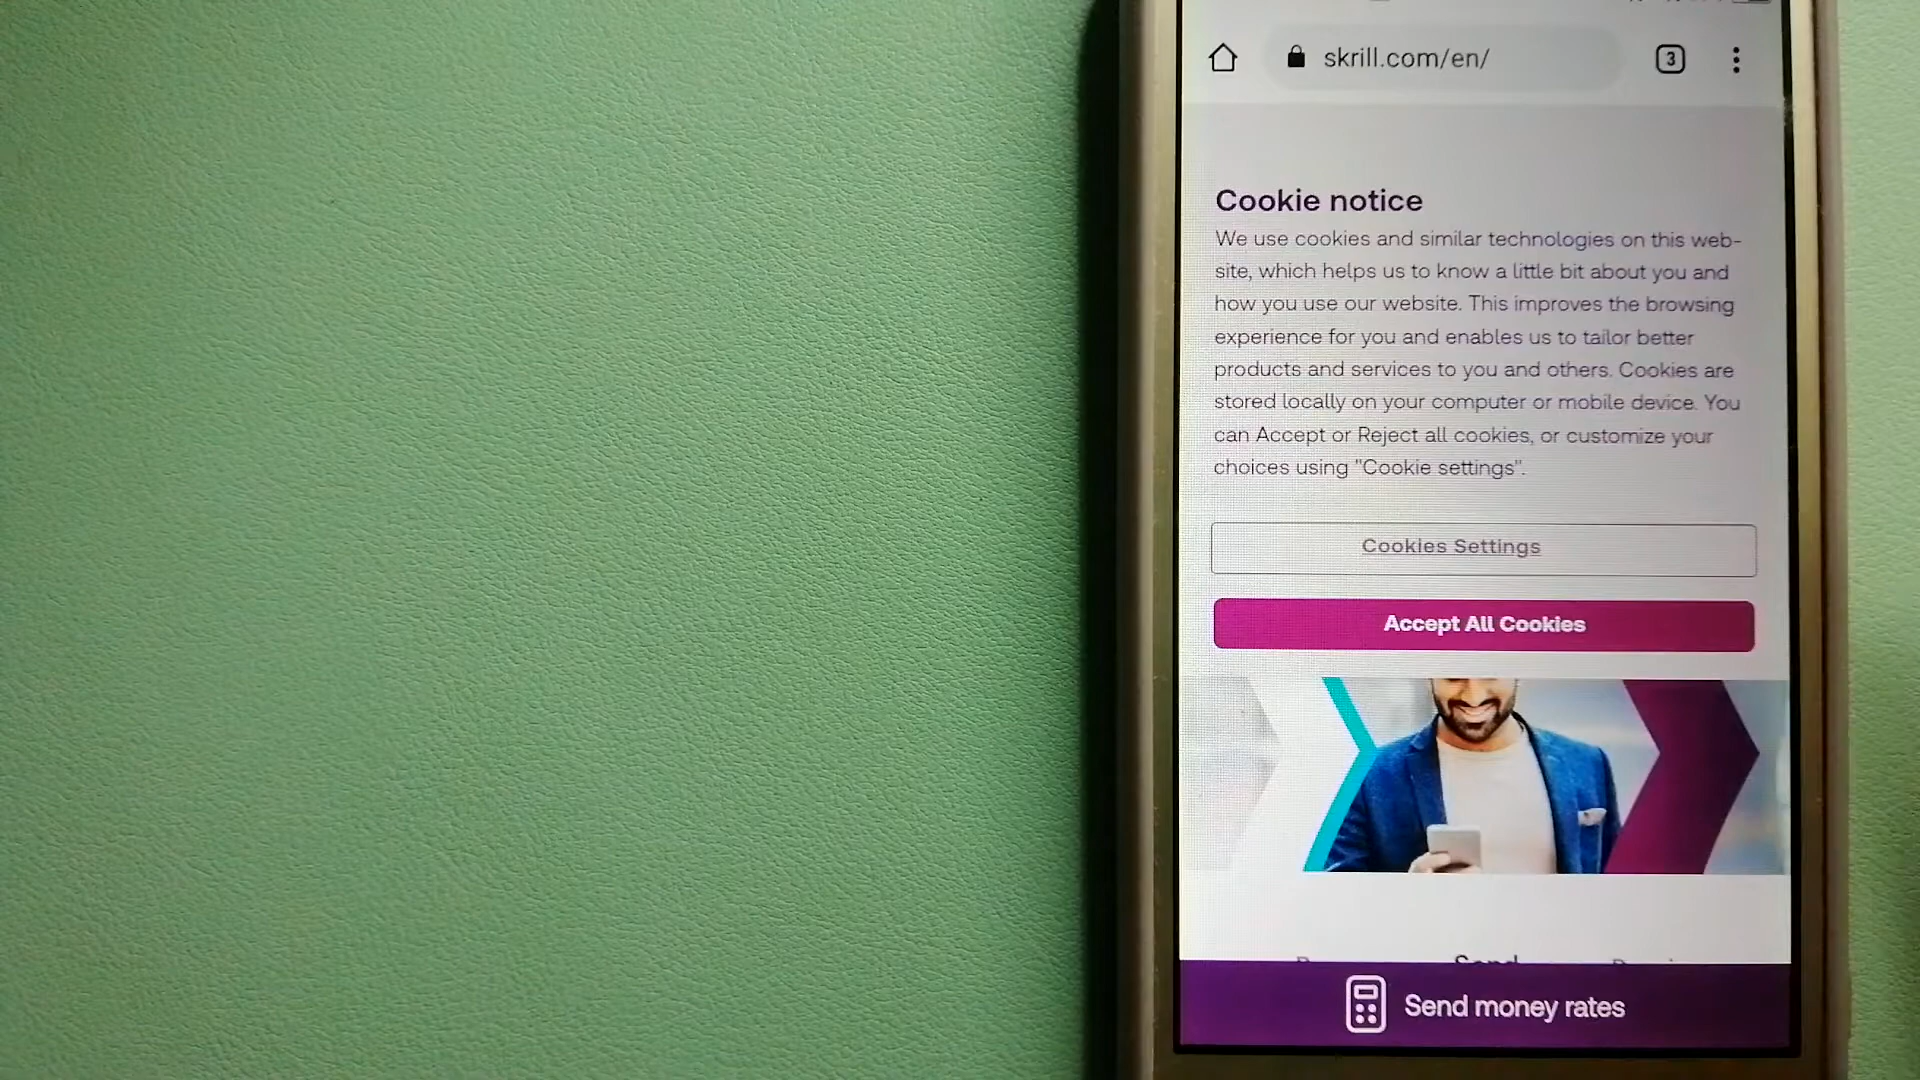 skrill.com/en/
3
Cookie notice
We use cookies and similar technologies on this web-
site, which helps us to know a little bit about you and
how you use our website. This improves the browsing
experience for you and enables us to tailor better
products and services to you and others. Cookies are
stored locally on your computer or mobile device. You
can Accept or Reject all cookies, or customize your
choices using "Cookie settings".
Cookies Settings
Accept All Cookies
Send
Send money rates